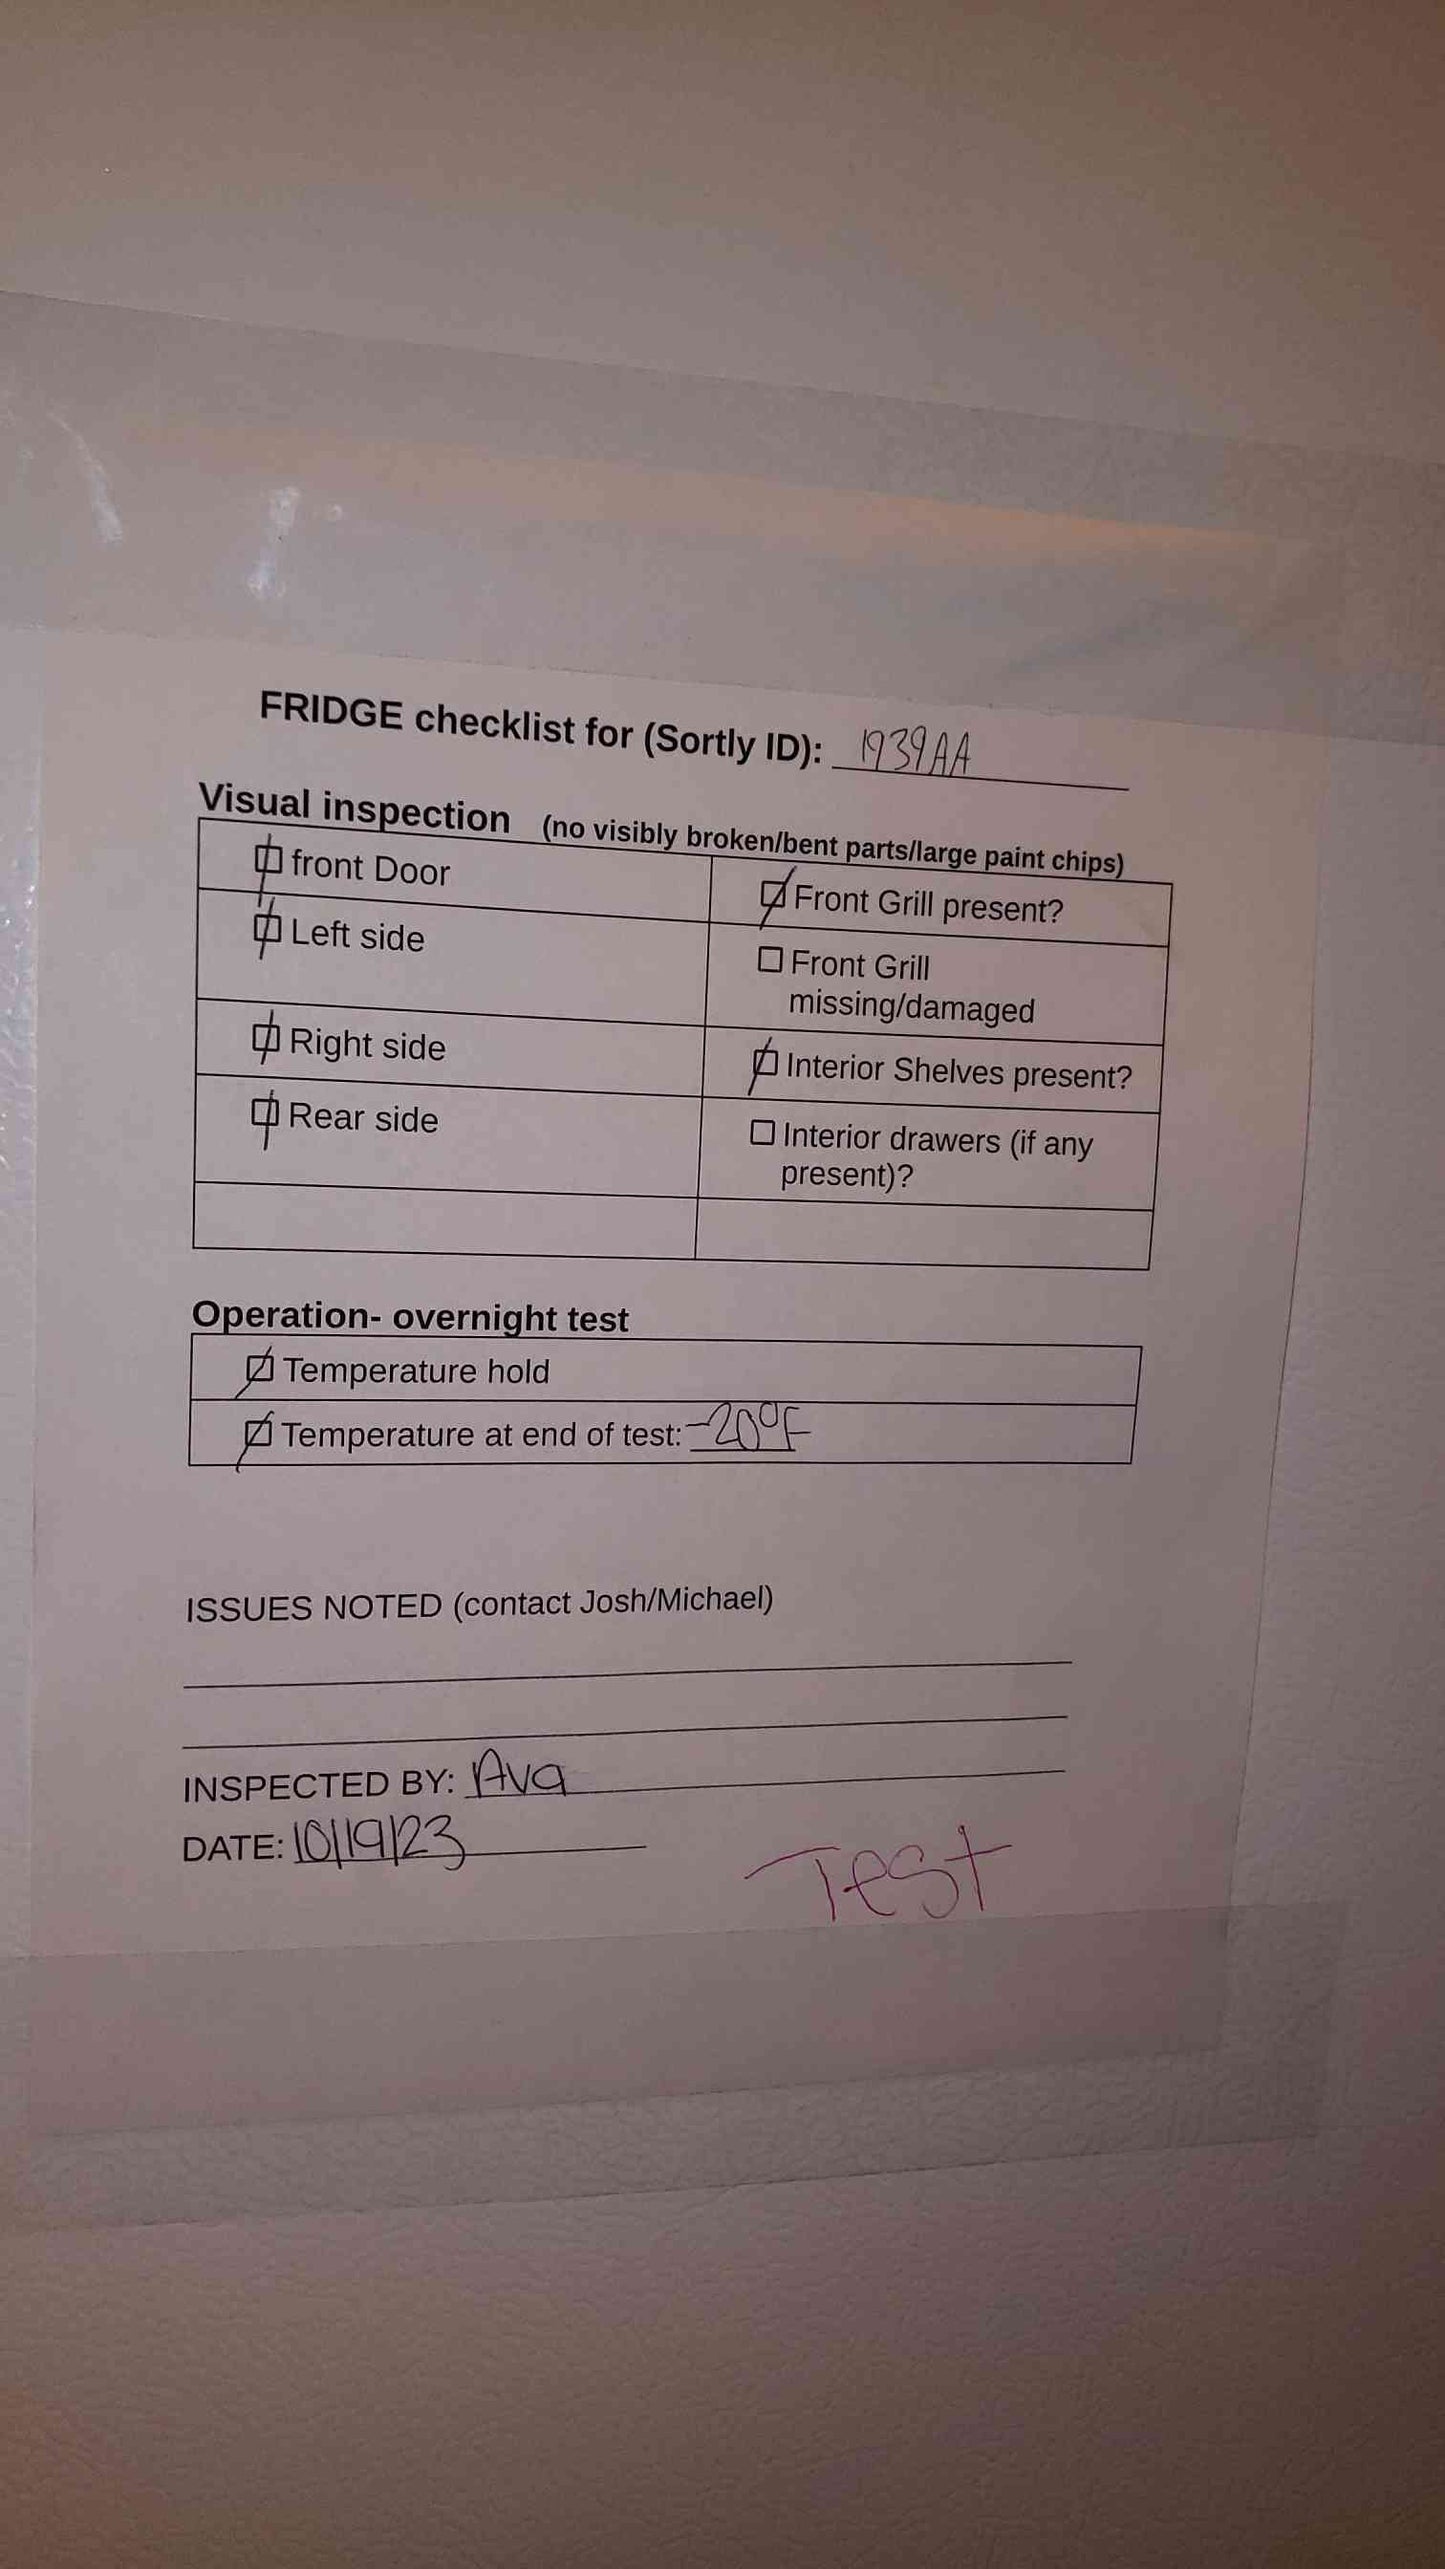 FRIDGE checklist for (Sortly ID): 1939AA
Visual inspection (no visibly broken/bent parts/large paint chips)
front Door
Front Grill present?
Left side
Front Grill
missing/damaged
Right side
Interior Shelves present?
Rear side
Interior drawers (if any
present)?
Operation- overnight test
Temperature hold
Temperature at end of test: -20°F
ISSUES NOTED (contact Josh/Michael)
INSPECTED BY: Ava
DATE: 10/19/23
Test